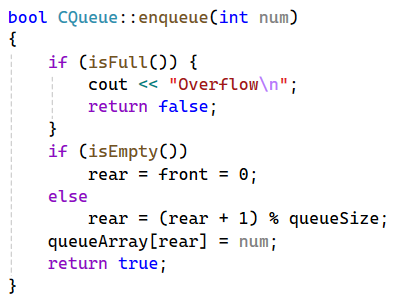 bool CQueue::enqueue(int num)
{
    if (isFull()) {
        cout << "Overflow\n";
        return false;
    }
    if (isEmpty())
        rear = front = 0;
    else
        rear = (rear + 1) % queueSize;
    queueArray[rear] = num;
    return true;
}